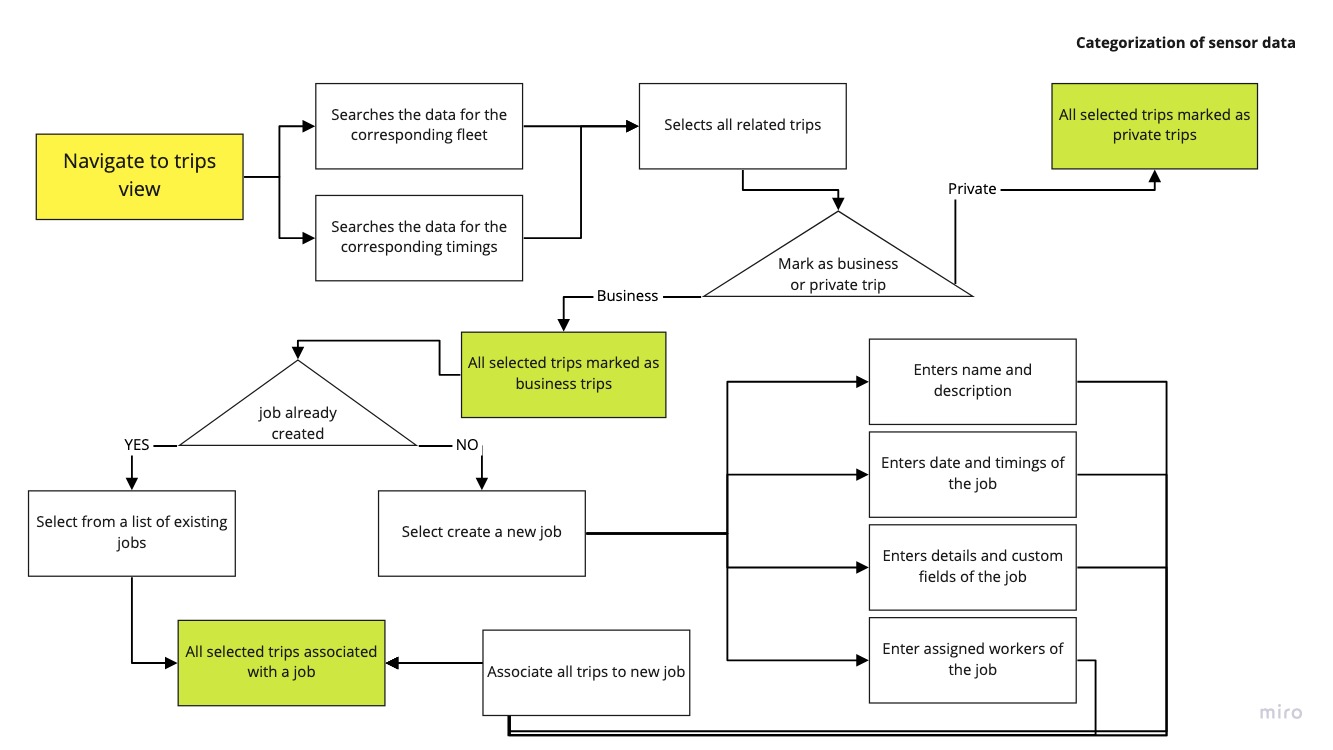 Categorization of sensor data
Navigate to trips
view
Searches the data for the
corresponding fleet
Searches the data for the
corresponding timings
Selects all related trips
Mark as business
or private trip
Private
All selected trips marked as
private trips
Business
All selected trips marked as
business trips
job already
created
YES
NO
Select from a list of existing
jobs
Select create a new job
Enters name and
description
Enters date and timings of
the job
Enters details and custom
fields of the job
Enter assigned workers of
the job
Associate all trips to new job
All selected trips associated
with a job
miro